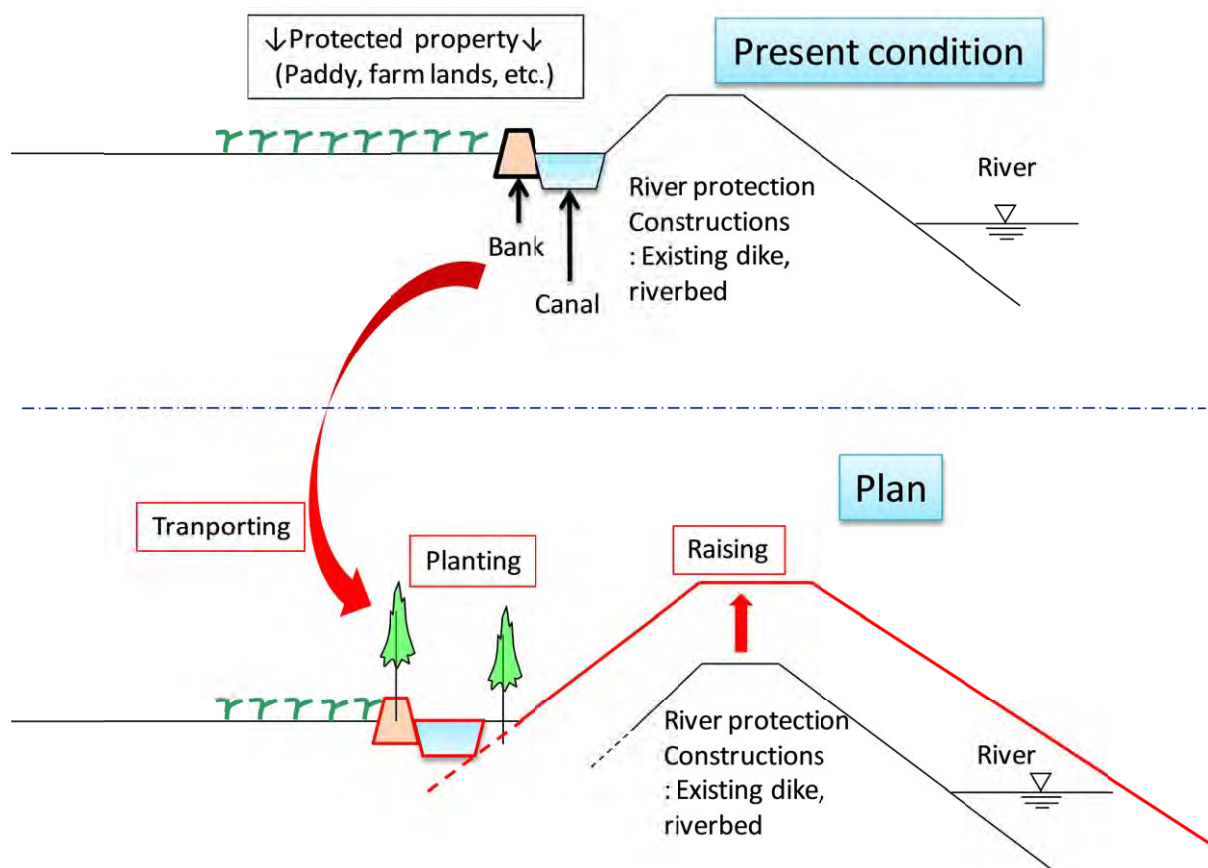 ↓Protected property↓
(Paddy, farm lands, etc.)
Present condition
River protection
Constructions
: Existing dike,
riverbed
River
Bank
Canal
Plan
Tranporting
Planting
Raising
River protection
Constructions
: Existing dike,
riverbed
River